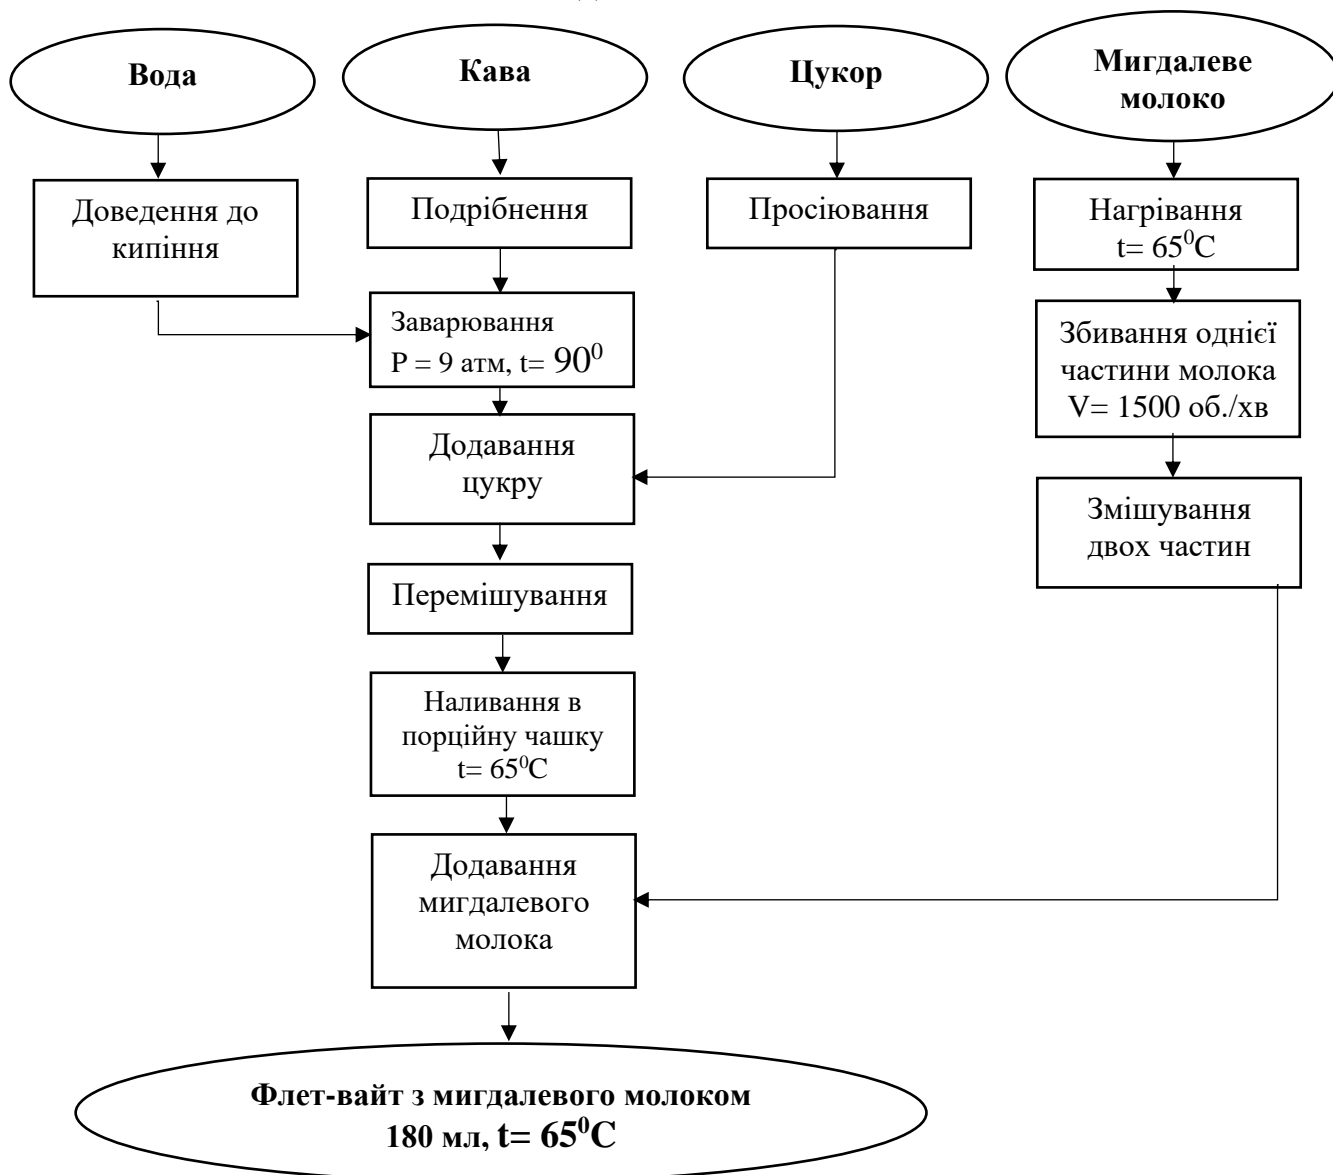 Вода
Кава
Цукор
Мигдалеве
молоко
Доведення до
кипіння
Подрібнення
Просіювання
Нагрівання
t= 65⁰С
Заварювання
P = 9 атм, t= 90⁰
Збивання однієї
частини молока
V= 1500 об./хв
Додавання
цукру
Змішування
двох частин
Перемішування
Наливання в
порційну чашку
t= 65⁰С
Додавання
мигдалевого
молока
Флет-вайт з мигдалевого молоком
180 мл, t= 65⁰С